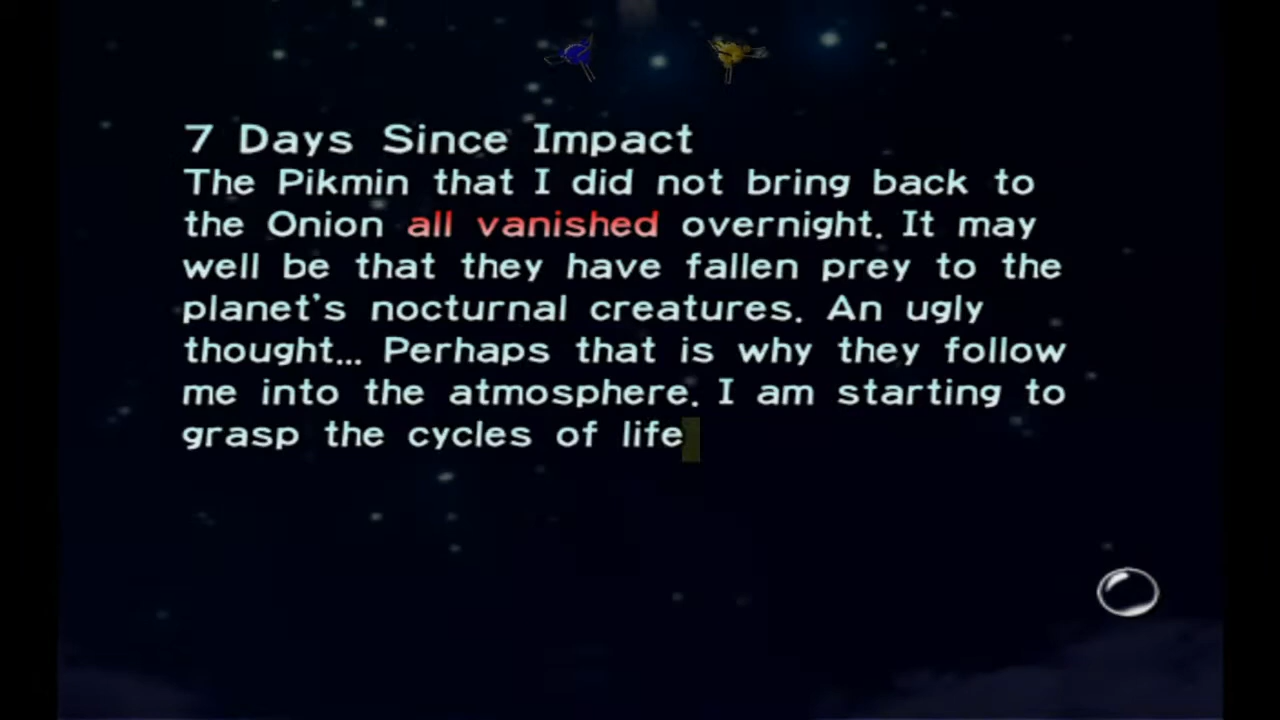 7 Days Since Impact
The Pikmin that I did not bring back to
the Onion all vanished overnight. It may
well be that they have fallen prey to the
planet's nocturnal creatures. An ugly
thought... Perhaps that is why they follow
me into the atmosphere. I am starting to
grasp the cycles of life